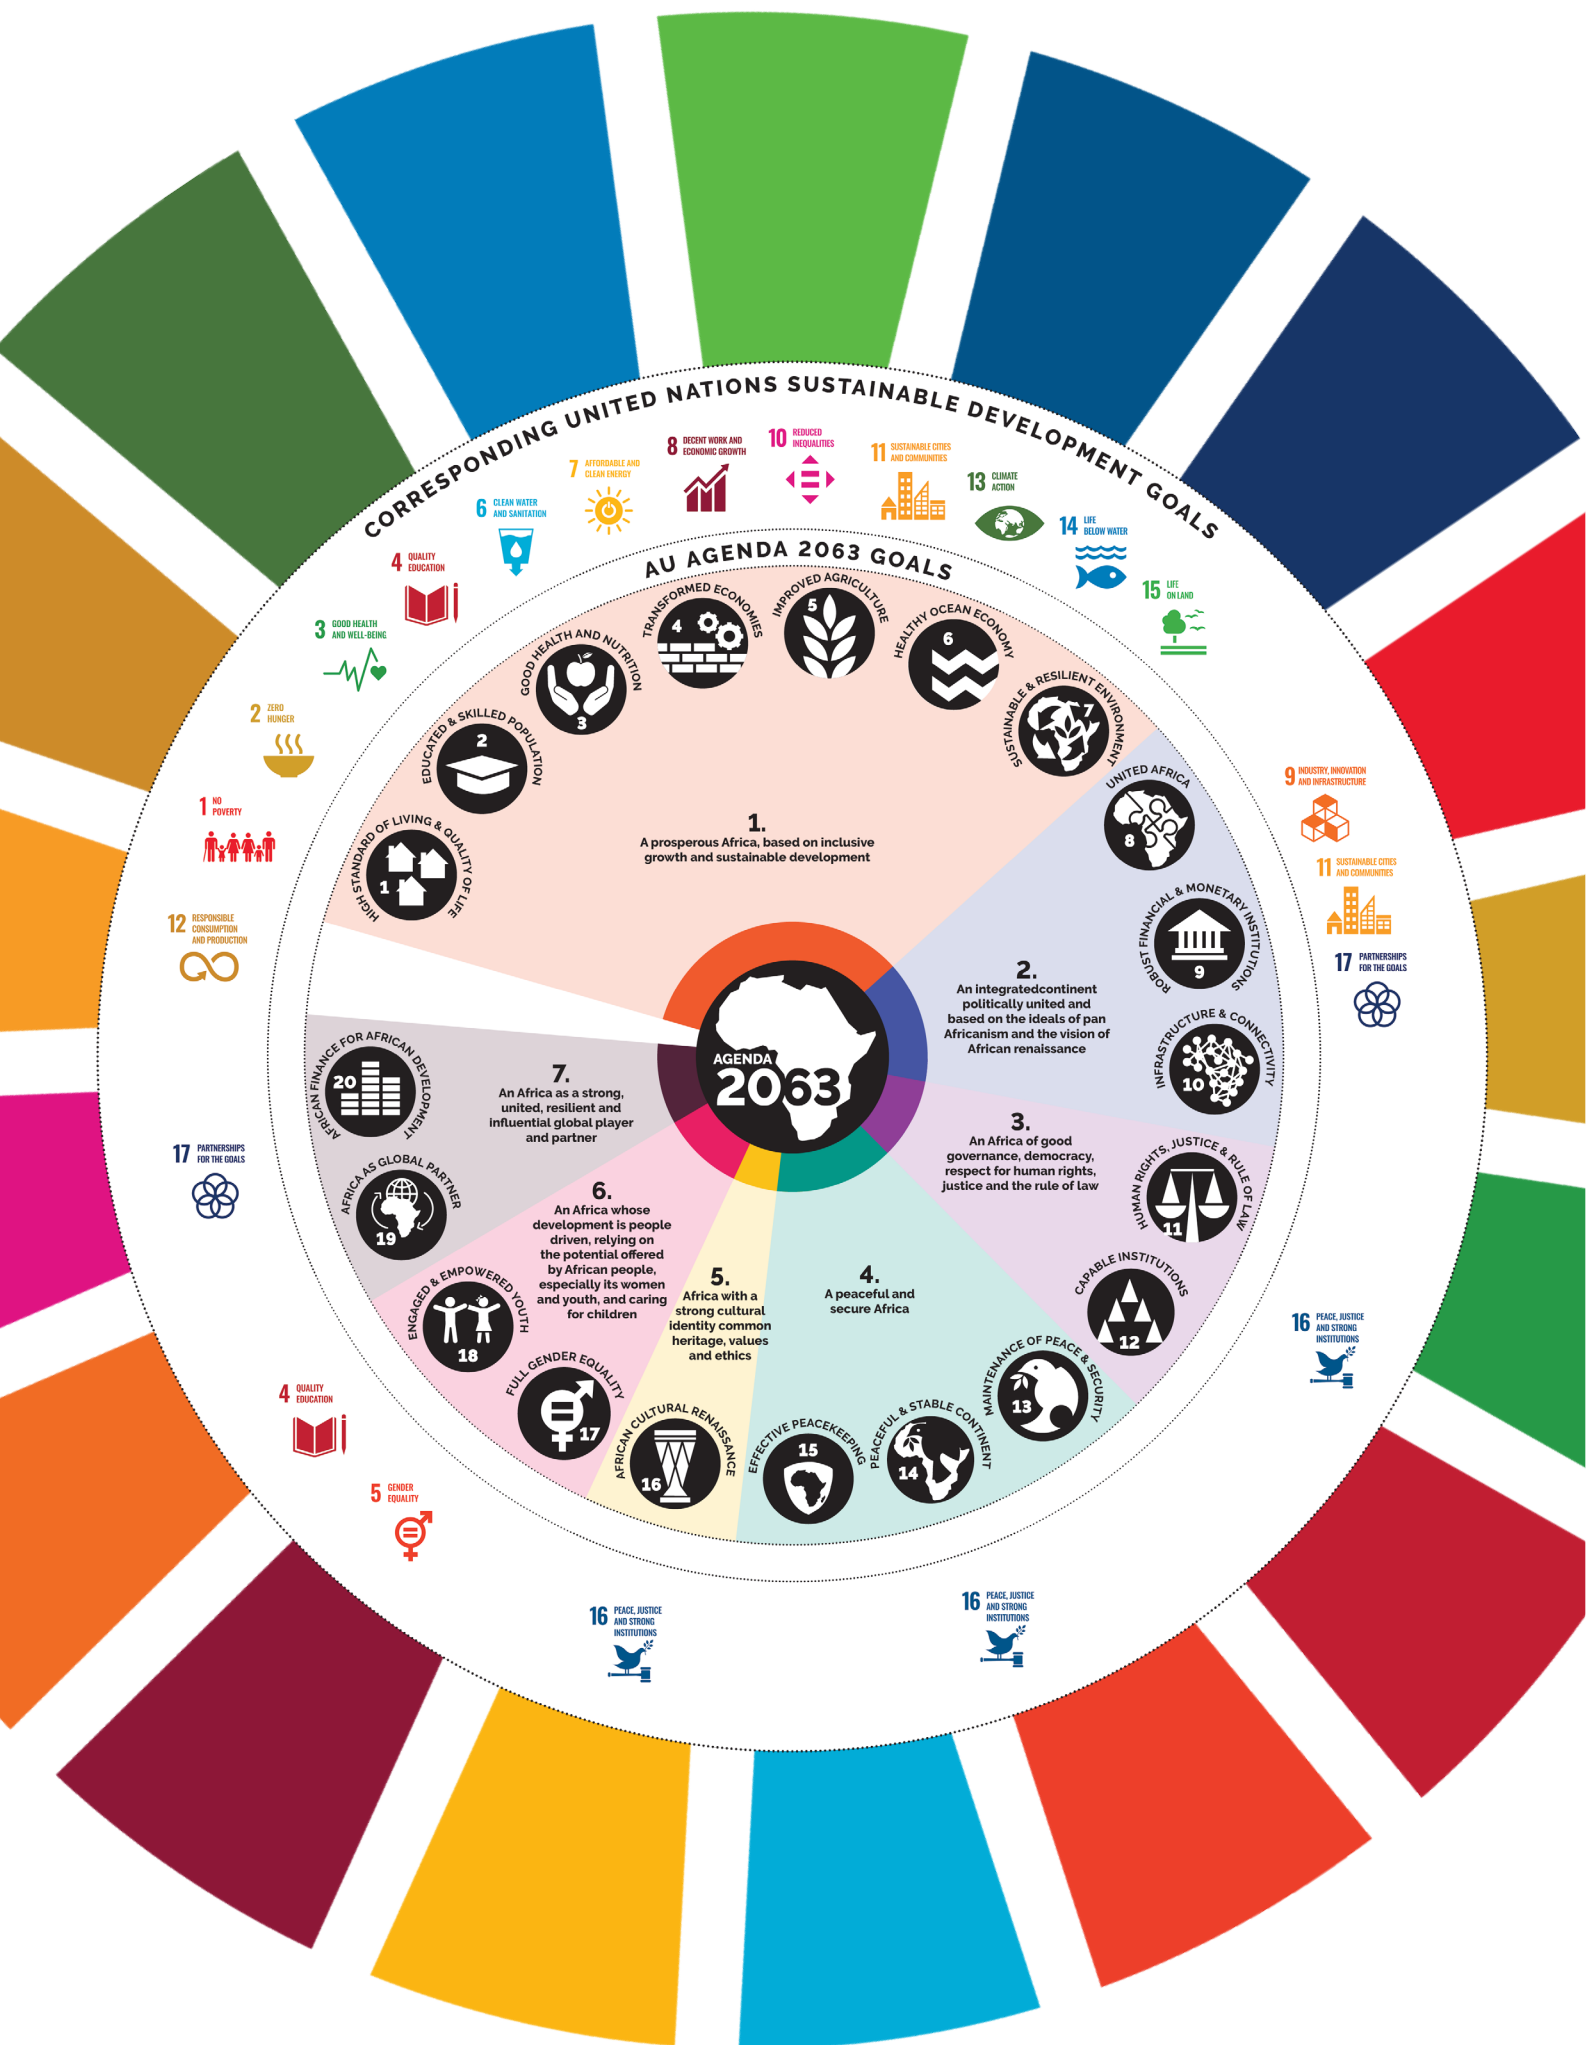 CORRESPONDING UNITED NATIONS SUSTAINABLE DEVELOPMENT GOALS
12 RESPONSIBLE
CONSUMPTION
AND PRODUCTION
1 NO
POVERTY
2 ZERO
HUNGER
3 GOOD HEALTH
AND WELL-BEING
4 QUALITY
EDUCATION
6 CLEAN WATER
AND SANITATION
7 AFFORDABLE AND
CLEAN ENERGY
8 DECENT WORK AND
ECONOMIC GROWTH
10 REDUCED
INEQUALITIES
11 SUSTAINABLE CITIES
AND COMMUNITIES
13 CLIMATE
ACTION
14 LIFE
BELOW WATER
15 LIFE
ON LAND
9 INDUSTRY, INNOVATION
AND INFRASTRUCTURE
11 SUSTAINABLE CITIES
AND COMMUNITIES
17 PARTNERSHIPS
FOR THE GOALS
16 PEACE, JUSTICE
AND STRONG
INSTITUTIONS
16 PEACE, JUSTICE
AND STRONG
INSTITUTIONS
16 PEACE, JUSTICE
AND STRONG
INSTITUTIONS
5 GENDER
EQUALITY
4 QUALITY
EDUCATION
17 PARTNERSHIPS
FOR THE GOALS
AU AGENDA 2063 GOALS
HIGH STANDARD OF LIVING & QUALITY OF LIFE
1
EDUCATED & SKILLED POPULATION
2
GOOD HEALTH AND NUTRITION
3
TRANSFORMED ECONOMIES
4
IMPROVED AGRICULTURE
5
HEALTHY OCEAN ECONOMY
6
SUSTAINABLE & RESILIENT ENVIRONMENT
7
UNITED AFRICA
8
ROBUST FINANCIAL & MONETARY INSTITUTIONS
9
INFRASTRUCTURE & CONNECTIVITY
10
HUMAN RIGHTS, JUSTICE & RULE OF LAW
11
CAPABLE INSTITUTIONS
12
MAINTENANCE OF PEACE & SECURITY
13
PEACEFUL & STABLE CONTINENT
14
EFFECTIVE PEACEKEEPING
15
AFRICAN CULTURAL RENAISSANCE
16
FULL GENDER EQUALITY
17
ENGAGED & EMPOWERED YOUTH
18
AFRICA AS GLOBAL PARTNER
19
AFRICAN FINANCE FOR AFRICAN DEVELOPMENT
20
1.
A prosperous Africa, based on inclusive
growth and sustainable development
2.
An integratedcontinent
politically united and
based on the ideals of pan
Africanism and the vision of
African renaissance
3.
An Africa of good
governance, democracy,
respect for human rights,
justice and the rule of law
4.
A peaceful and
secure Africa
5.
Africa with a
strong cultural
identity common
heritage, values
and ethics
6.
An Africa whose
development is people
driven, relying on
the potential offered
by African people,
especially its women
and youth, and caring
for children
7.
An Africa as a strong,
united, resilient and
influential global player
and partner
AGENDA
2063